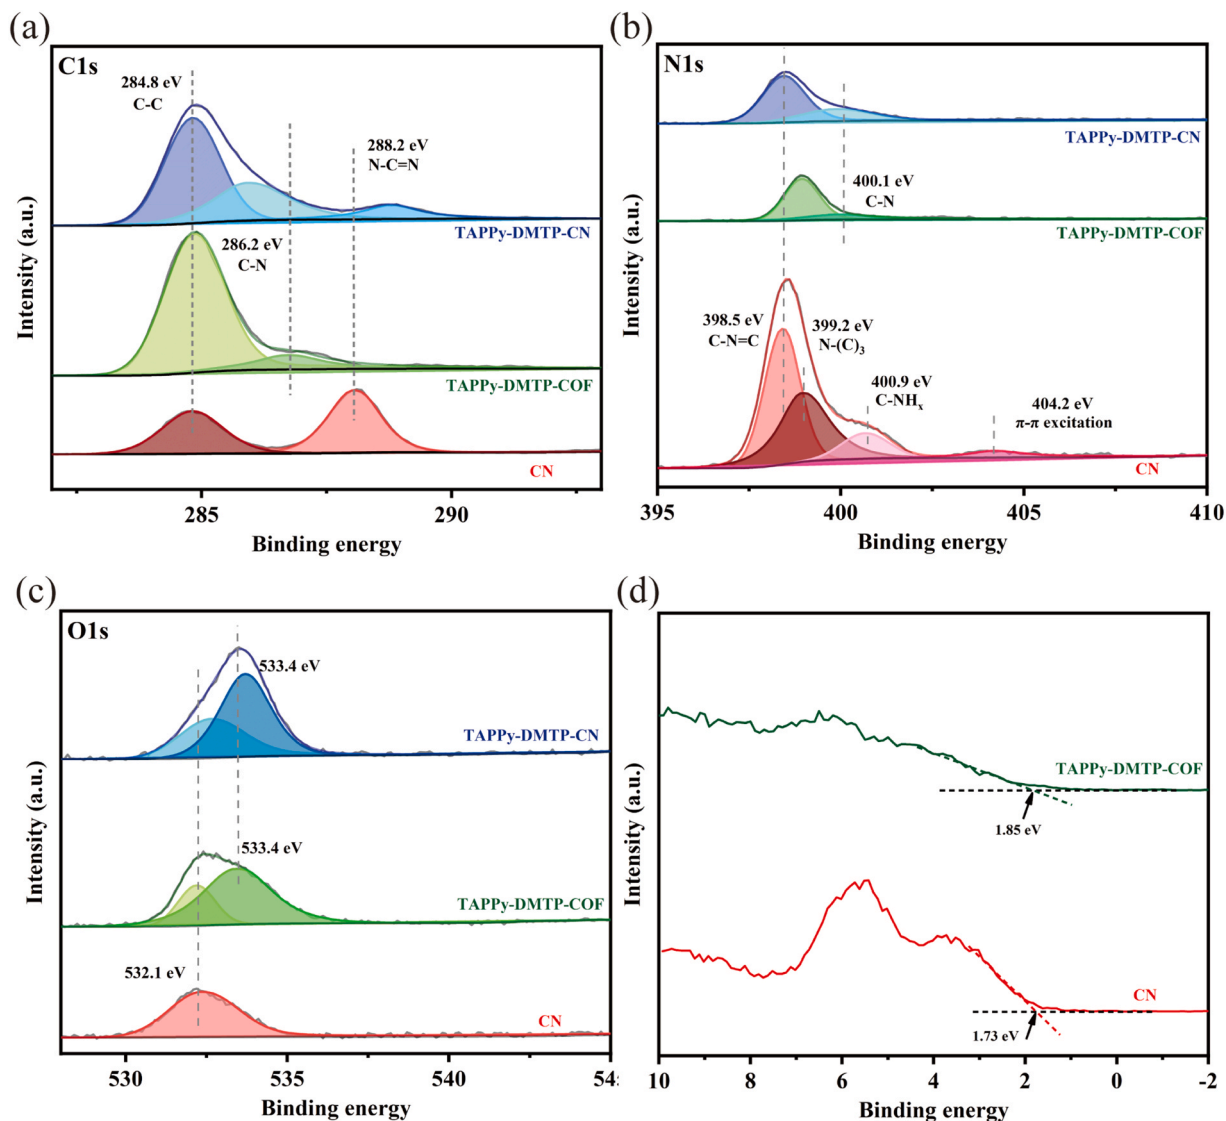 (a)
C1s
284.8 eV
C-C
288.2 eV
N-C=N
TAPPy-DMTP-CN
286.2 eV
C-N
TAPPy-DMTP-COF
CN
Intensity (a.u.)
285
290
Binding energy
(b)
N1s
TAPPy-DMTP-CN
400.1 eV
C-N
TAPPy-DMTP-COF
398.5 eV
C-N=C
399.2 eV
N-(C)₃
400.9 eV
C-NHₓ
404.2 eV
π-π excitation
CN
Intensity (a.u.)
395
400
405
410
Binding energy
(c)
O1s
533.4 eV
TAPPy-DMTP-CN
533.4 eV
TAPPy-DMTP-COF
532.1 eV
CN
Intensity (a.u.)
530
535
540
545
Binding energy
(d)
TAPPy-DMTP-COF
1.85 eV
CN
1.73 eV
Intensity (a.u.)
10
8
6
4
2
0
-2
Binding energy